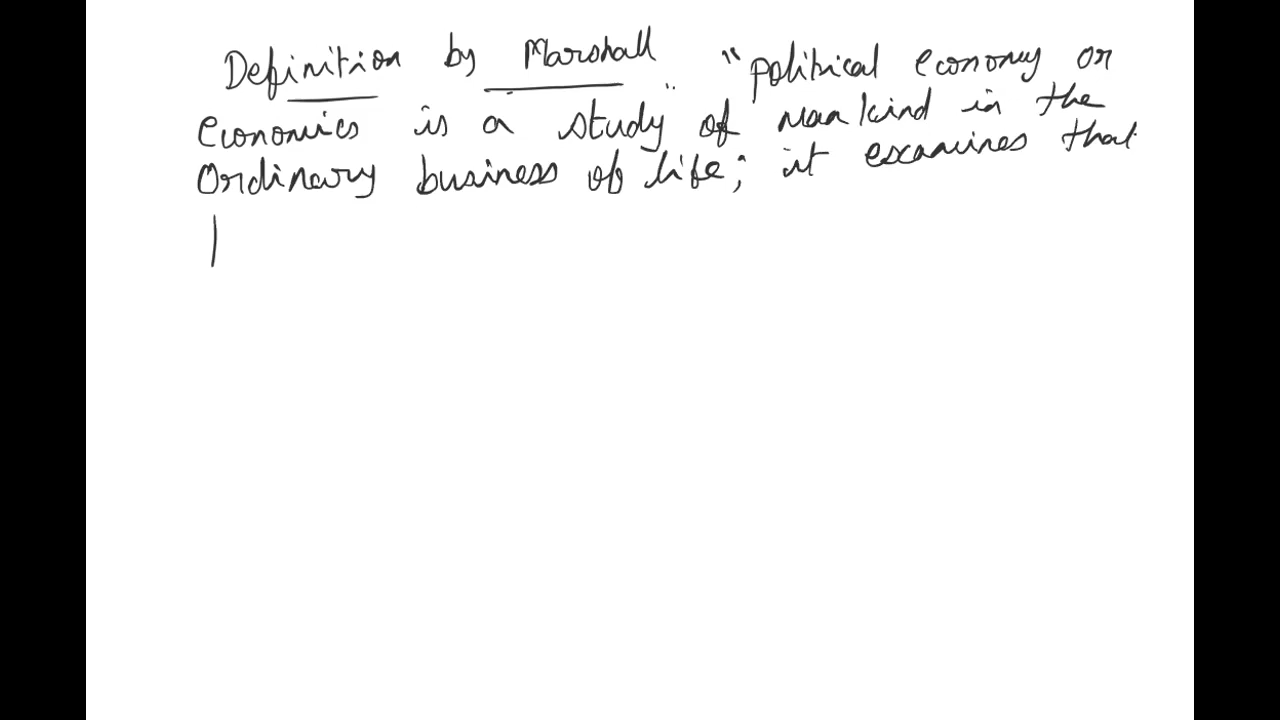 Definition by Marshall " "political economy or
economics is a study of mankind in the
Ordinary business of life; it examines that